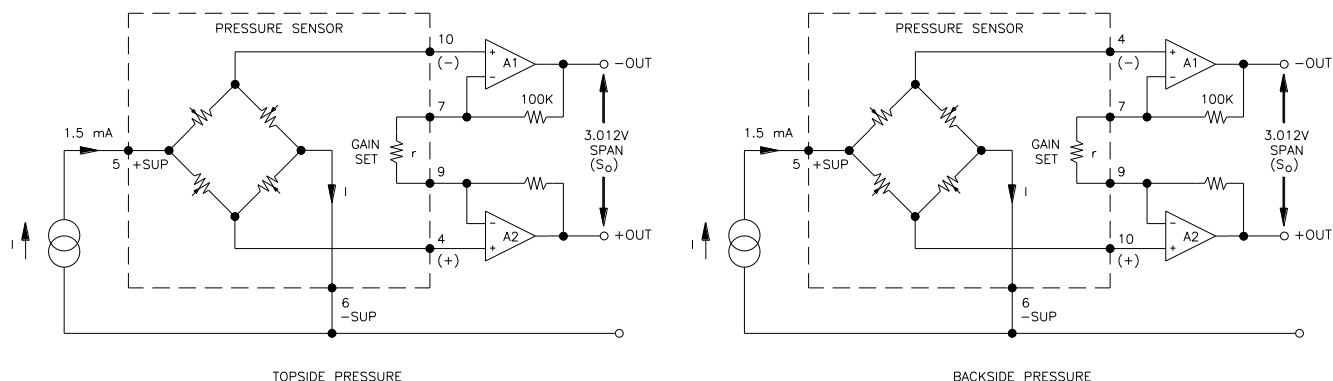 PRESSURE SENSOR
10
(−)
A1
+
−
−OUT
7
100K
1.5 mA
5
+SUP
GAIN
SET
r
3.012V
SPAN
(So)
9
I
I
−
A2
+
+OUT
4
(+)
6
−SUP
TOPSIDE PRESSURE
PRESSURE SENSOR
4
(−)
A1
+
−
−OUT
7
100K
1.5 mA
5
+SUP
GAIN
SET
r
3.012V
SPAN
(So)
9
I
I
−
A2
+
+OUT
10
(+)
6
−SUP
BACKSIDE PRESSURE